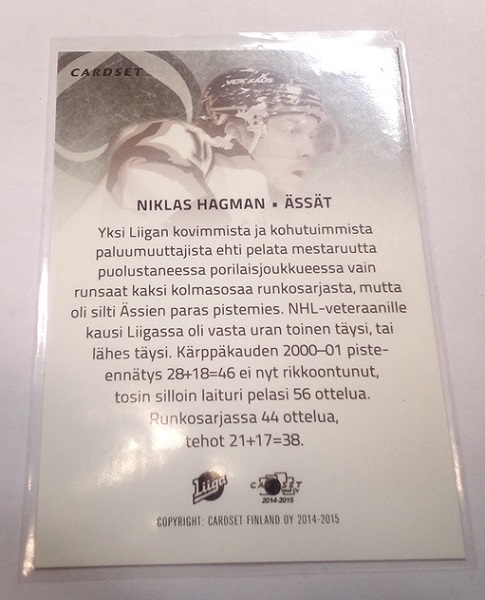 CARDSET
VEIKKAUS
NIKLAS HAGMAN ▪ ÄSSÄT
Yksi Liigan kovimmista ja kohutuimmista
paluumuuttajista ehti pelata mestaruutta
puolustaneessa porilaisjoukkueessa vain
runsaat kaksi kolmasosaa runkosarjasta, mutta
oli silti Ässien paras pistemies. NHL-veteraanille
kausi Liigassa oli vasta uran toinen täysi, tai
lähes täysi. Kärppäkauden 2000–01 piste-
ennätys 28+18=46 ei nyt rikkoontunut,
tosin silloin laituri pelasi 56 ottelua.
Runkosarjassa 44 ottelua,
tehot 21+17=38.
Liiga
CARDSET
2014-2015
COPYRIGHT: CARDSET FINLAND OY 2014-2015